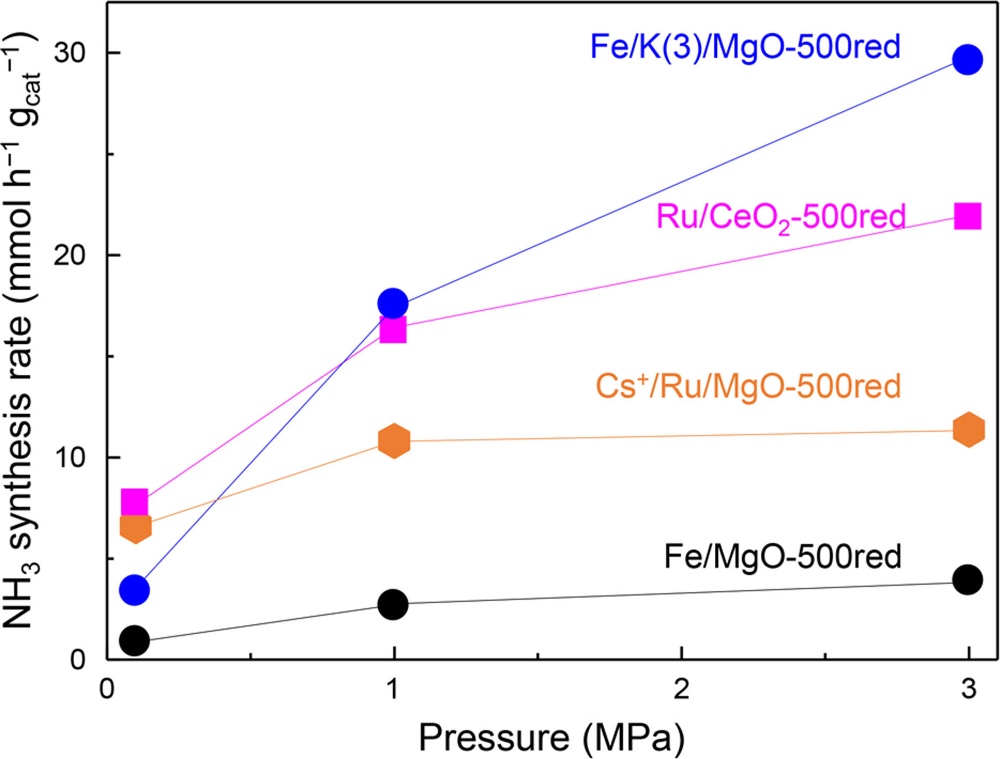 NH₃ synthesis rate (mmol h⁻¹ g_cat⁻¹)
30
20
10
0
Fe/K(3)/MgO-500red
Ru/CeO₂-500red
Cs⁺/Ru/MgO-500red
Fe/MgO-500red
0 1 2 3
Pressure (MPa)